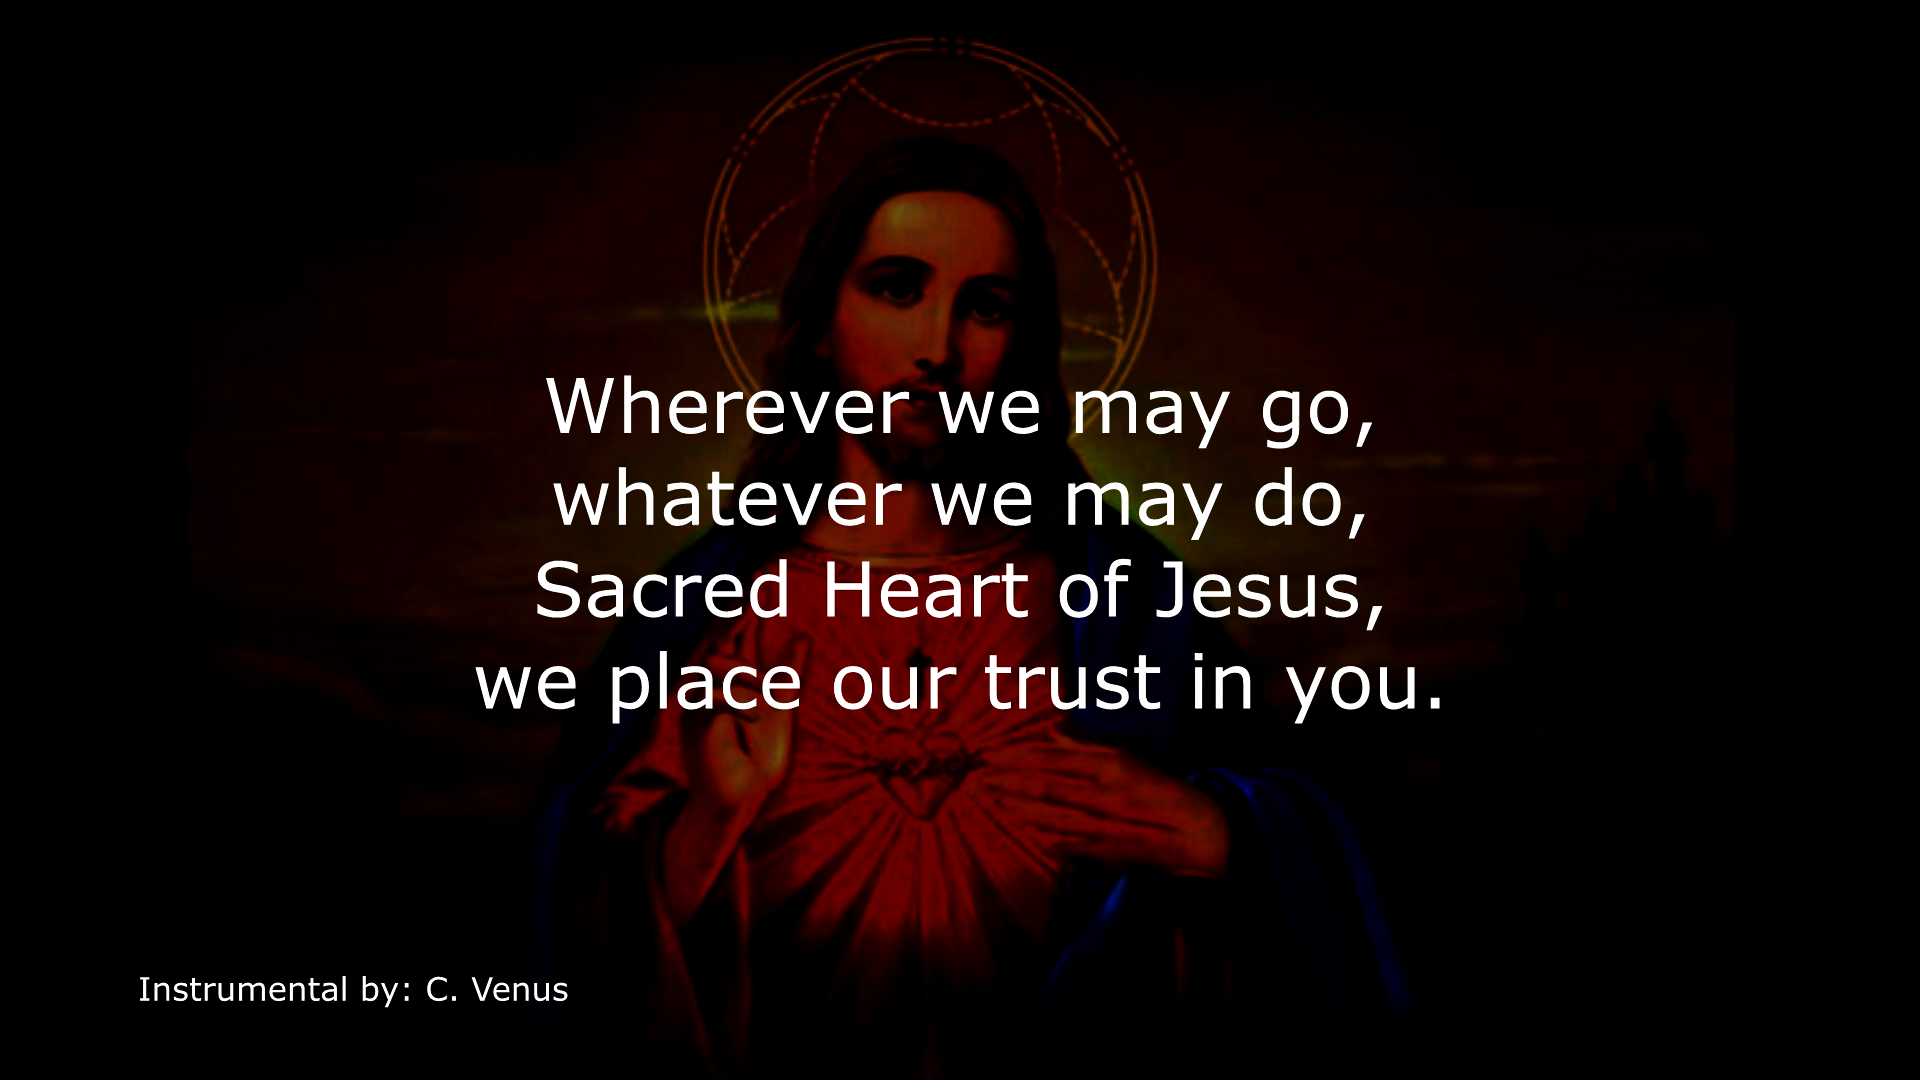 Wherever we may go,
whatever we may do,
Sacred Heart of Jesus,
we place our trust in you.
Instrumental by: C. Venus